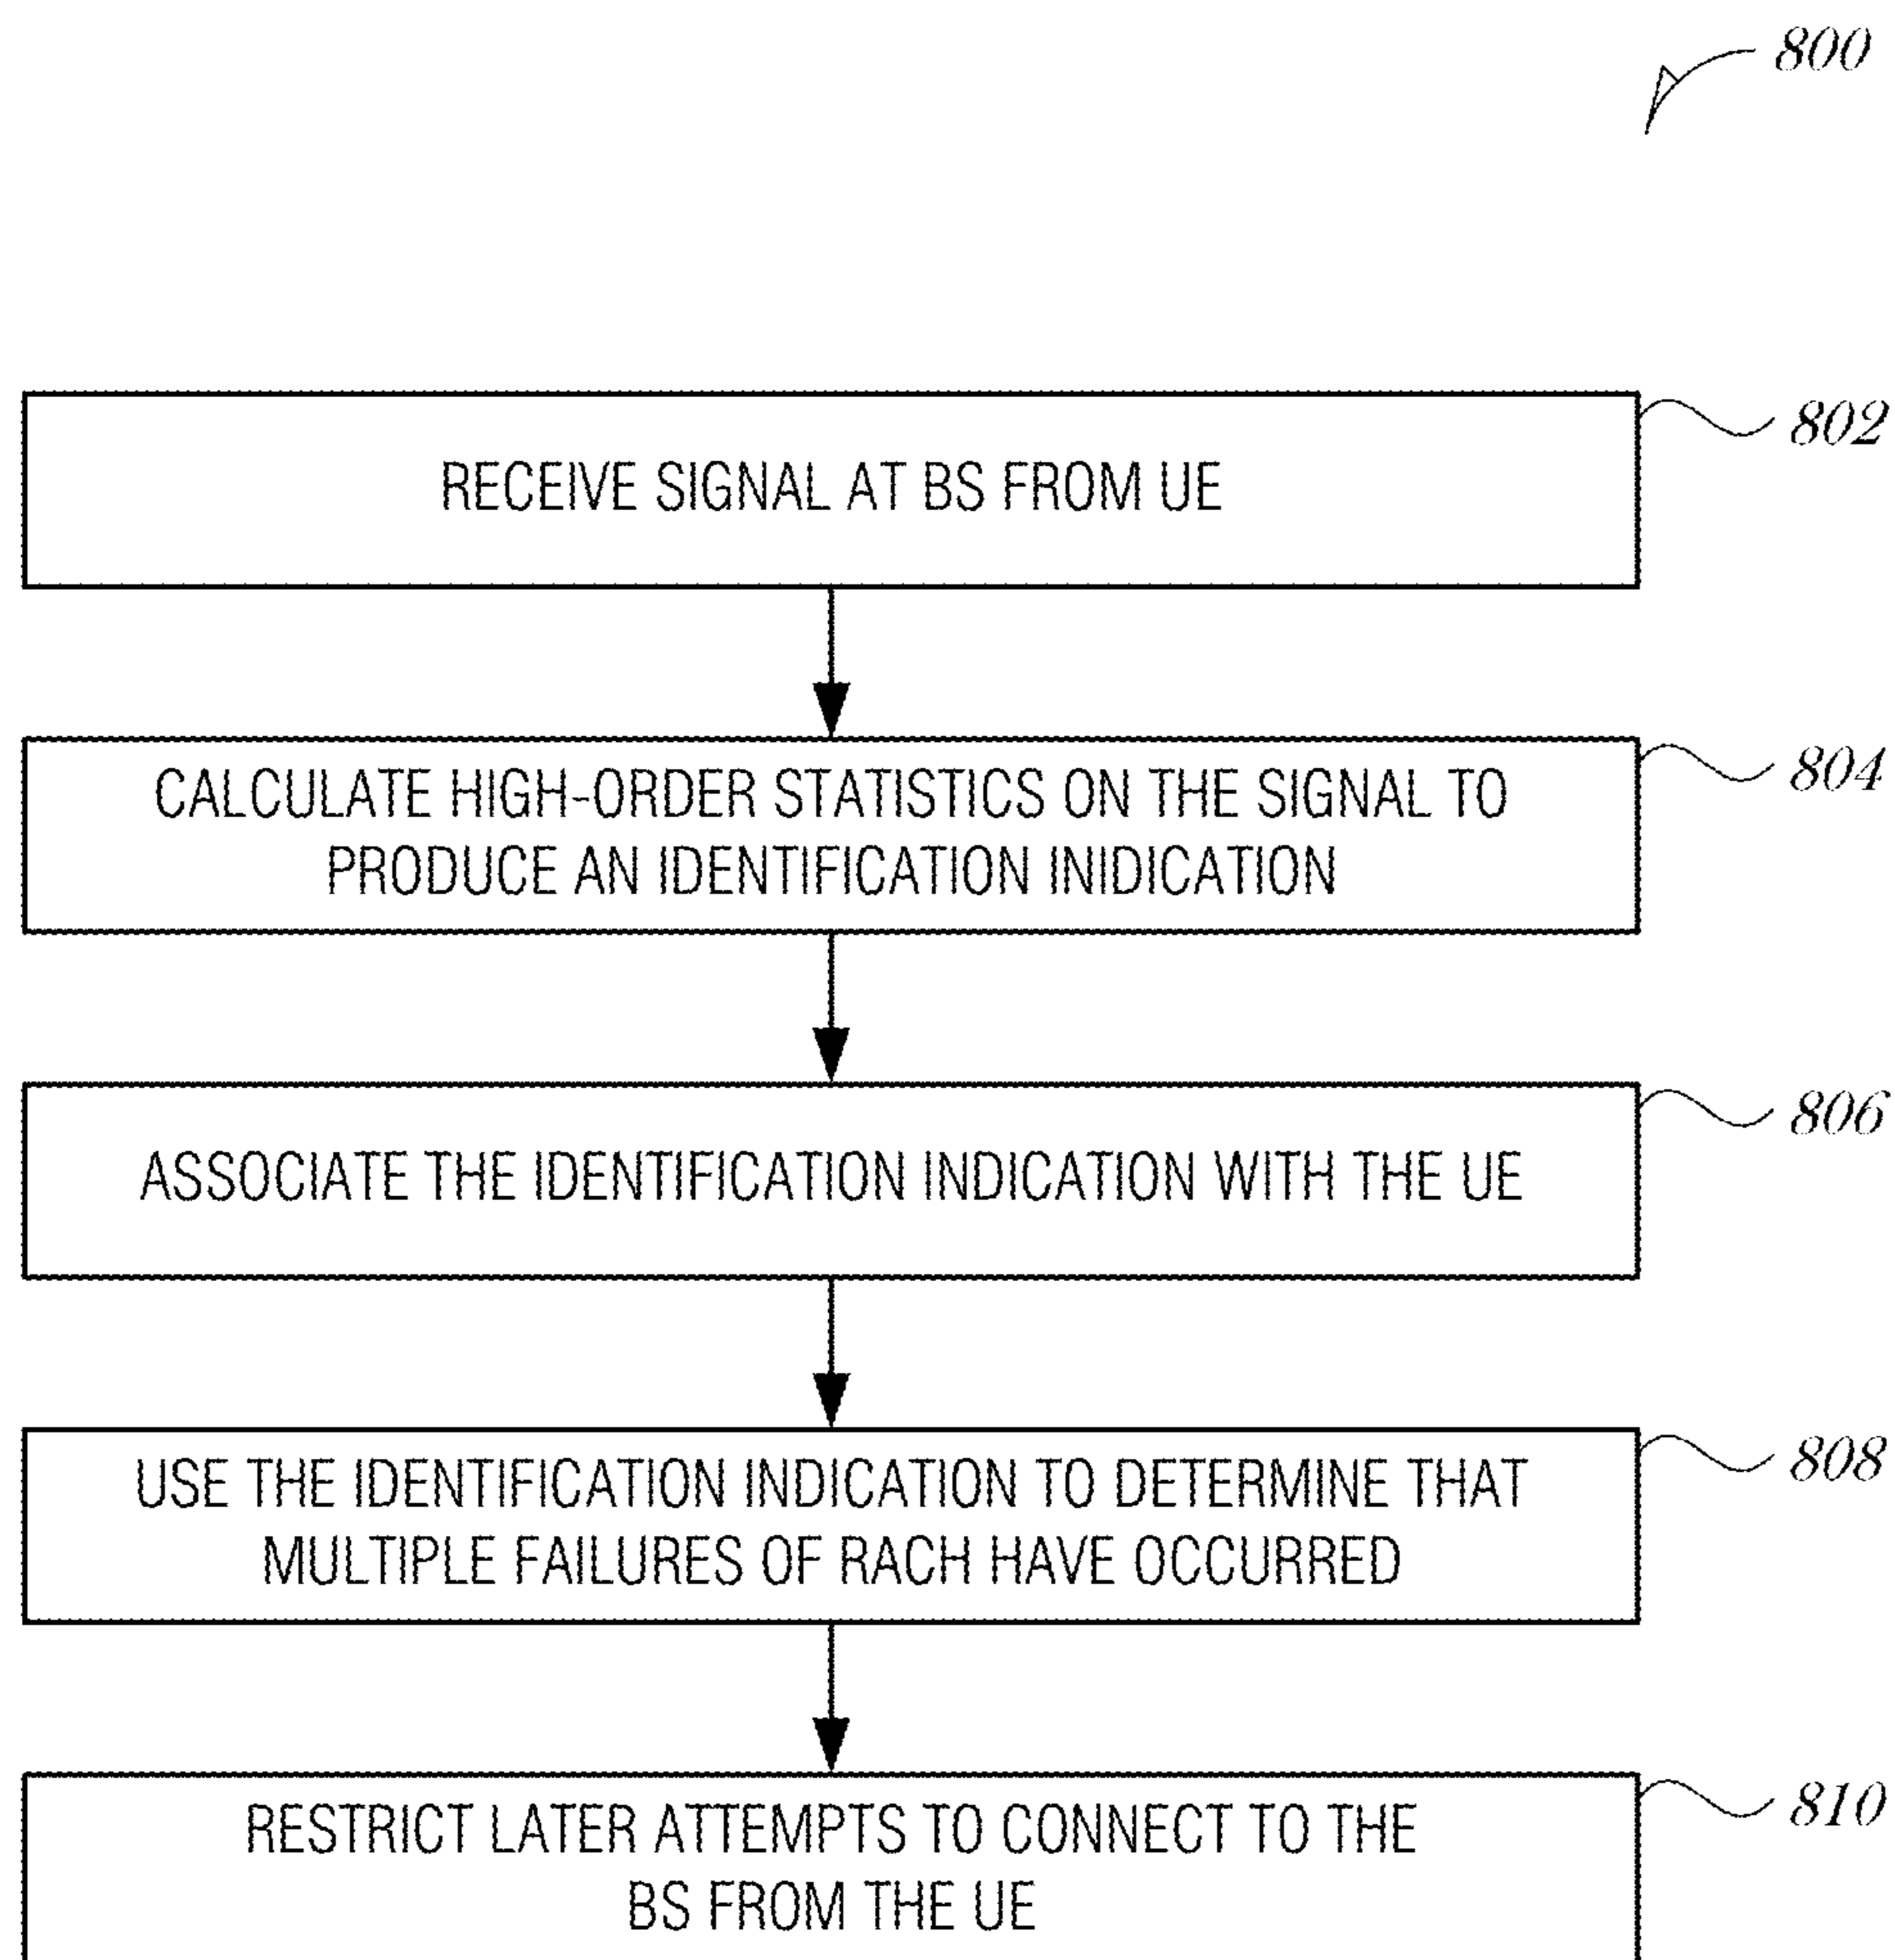 800
RECEIVE SIGNAL AT BS FROM UE
802
CALCULATE HIGH-ORDER STATISTICS ON THE SIGNAL TO
PRODUCE AN IDENTIFICATION INIDICATION
804
ASSOCIATE THE IDENTIFICATION INDICATION WITH THE UE
806
USE THE IDENTIFICATION INDICATION TO DETERMINE THAT
MULTIPLE FAILURES OF RACH HAVE OCCURRED
808
RESTRICT LATER ATTEMPTS TO CONNECT TO THE
BS FROM THE UE
810